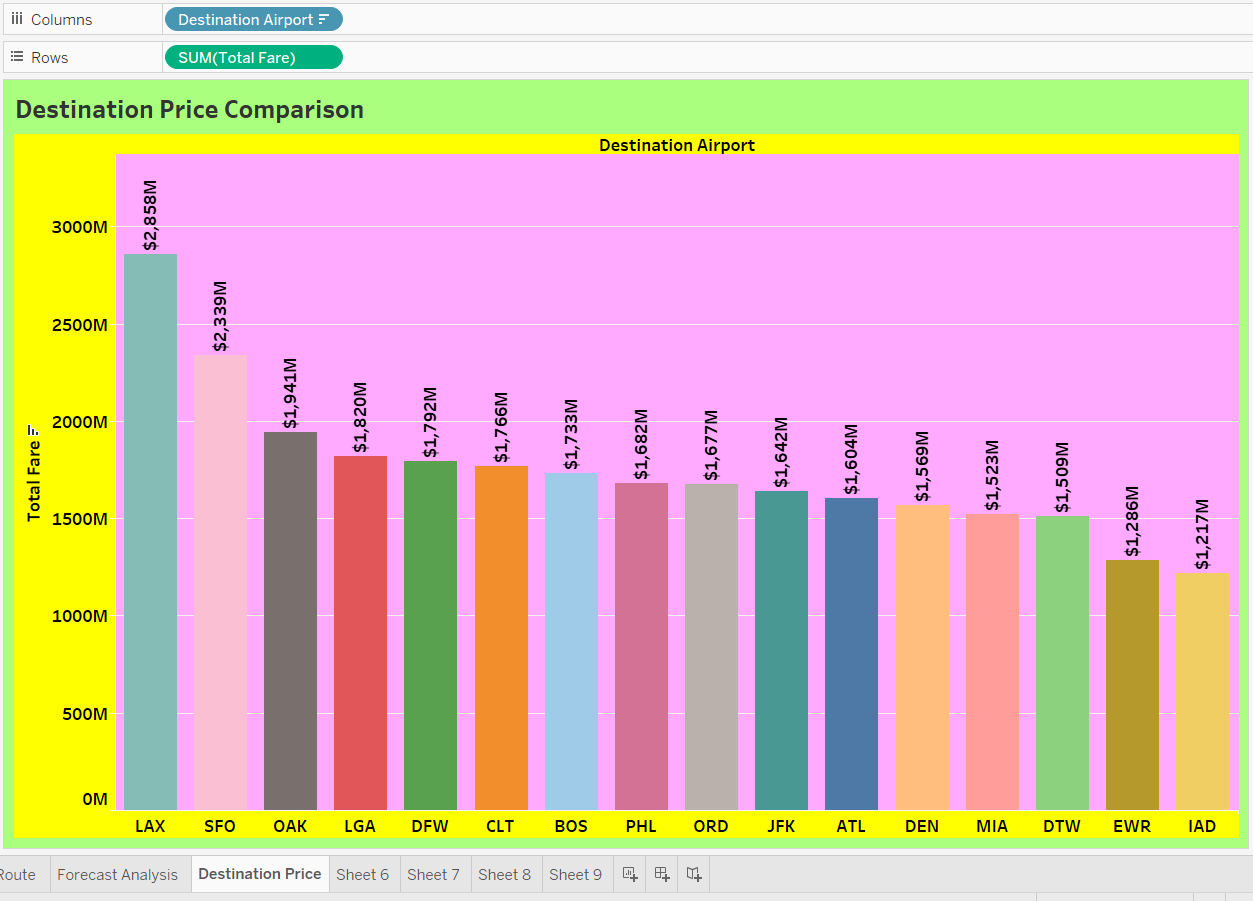 Columns
Destination Airport
Rows
SUM(Total Fare)
Destination Price Comparison
Destination Airport
Total Fare
3000M
2500M
2000M
1500M
1000M
500M
0M
$2,858M
$2,339M
$1,941M
$1,820M
$1,792M
$1,766M
$1,733M
$1,682M
$1,677M
$1,642M
$1,604M
$1,569M
$1,523M
$1,509M
$1,286M
$1,217M
LAX SFO OAK LGA DFW CLT BOS PHL ORD JFK ATL DEN MIA DTW EWR IAD
Route Forecast Analysis Destination Price Sheet 6 Sheet 7 Sheet 8 Sheet 9